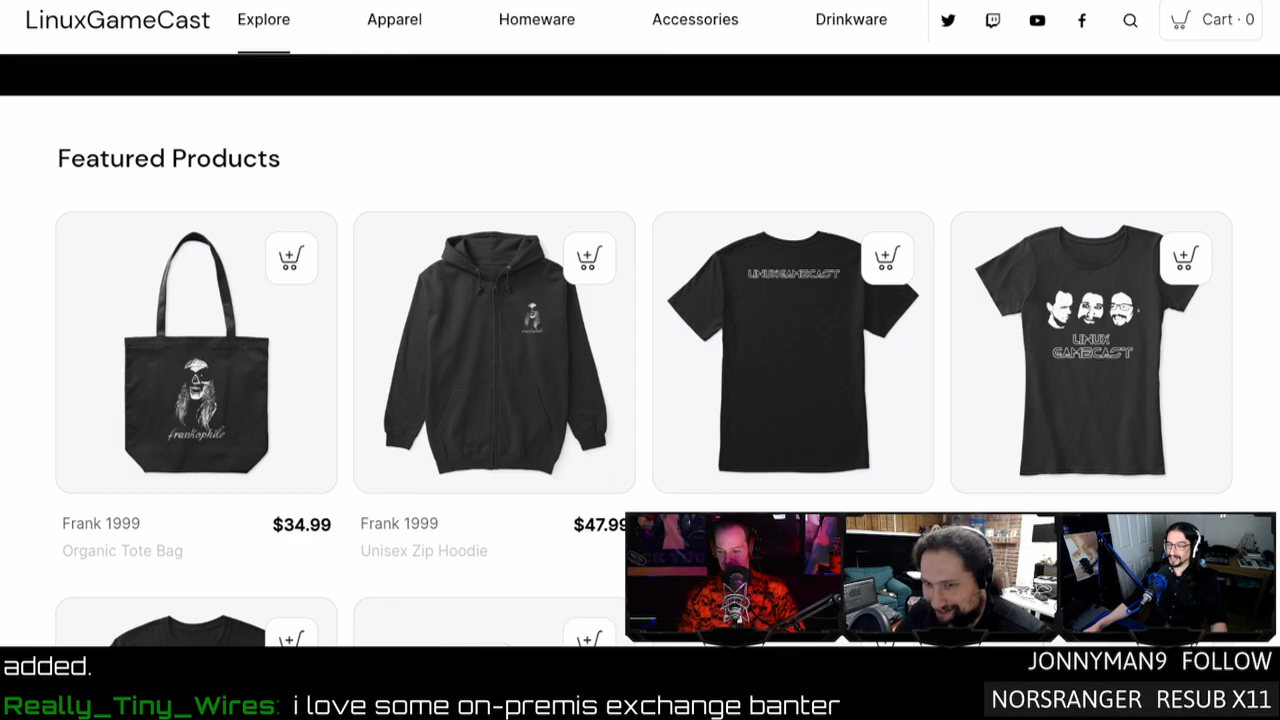 LinuxGameCast Explore Apparel Homeware Accessories Drinkware Cart · 0
Featured Products
LINUXGAMECAST
LINUX
GAMECAST
frankophile
Frank 1999 $34.99 Frank 1999 $47.99
Organic Tote Bag Unisex Zip Hoodie
added.
JONNYMAN9 FOLLOW
Really_Tiny_Wires: i love some on-premis exchange banter
NORSRANGER RESUB X11